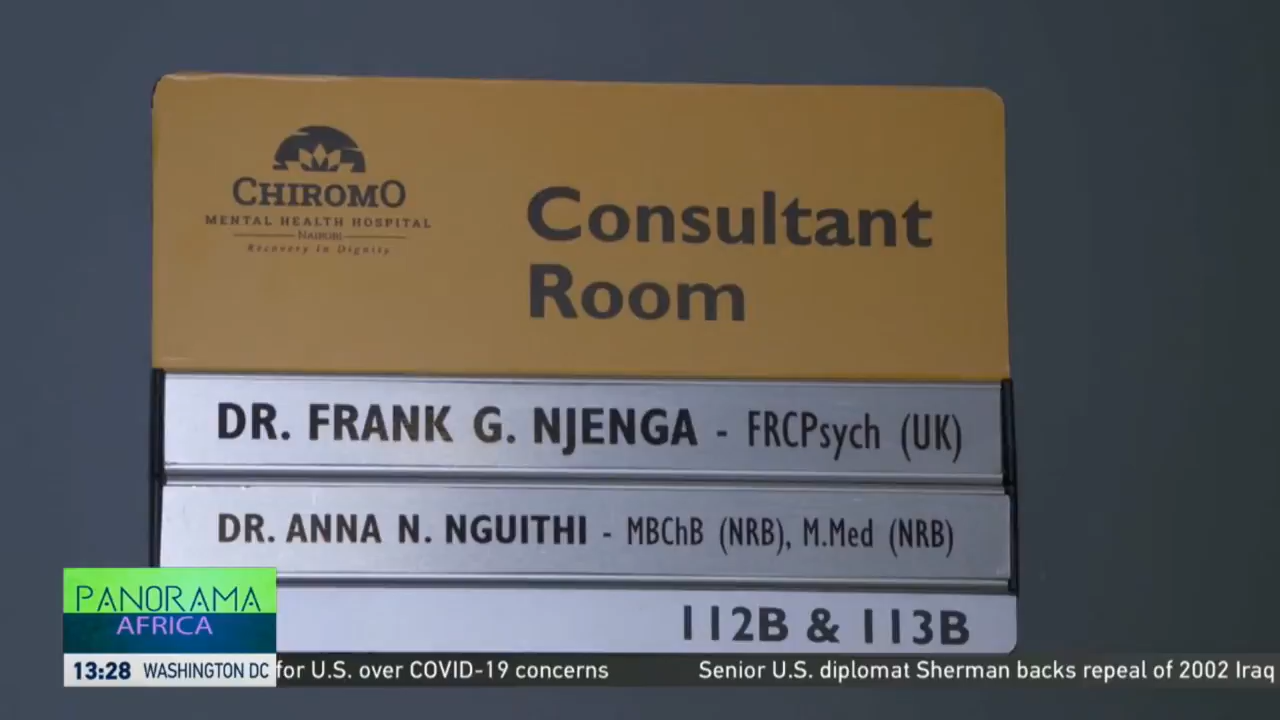 CHIROMO
MENTAL HEALTH HOSPITAL
NAIROBI
Recovery In Dignity
Consultant
Room
DR. FRANK G. NJENGA - FRCPsych (UK)
DR. ANNA N. NGUITHI - MBChB (NRB), M.Med (NRB)
112B & 113B
PANORAMA
AFRICA
13:28 WASHINGTON DC for U.S. over COVID-19 concerns Senior U.S. diplomat Sherman backs repeal of 2002 Iraq